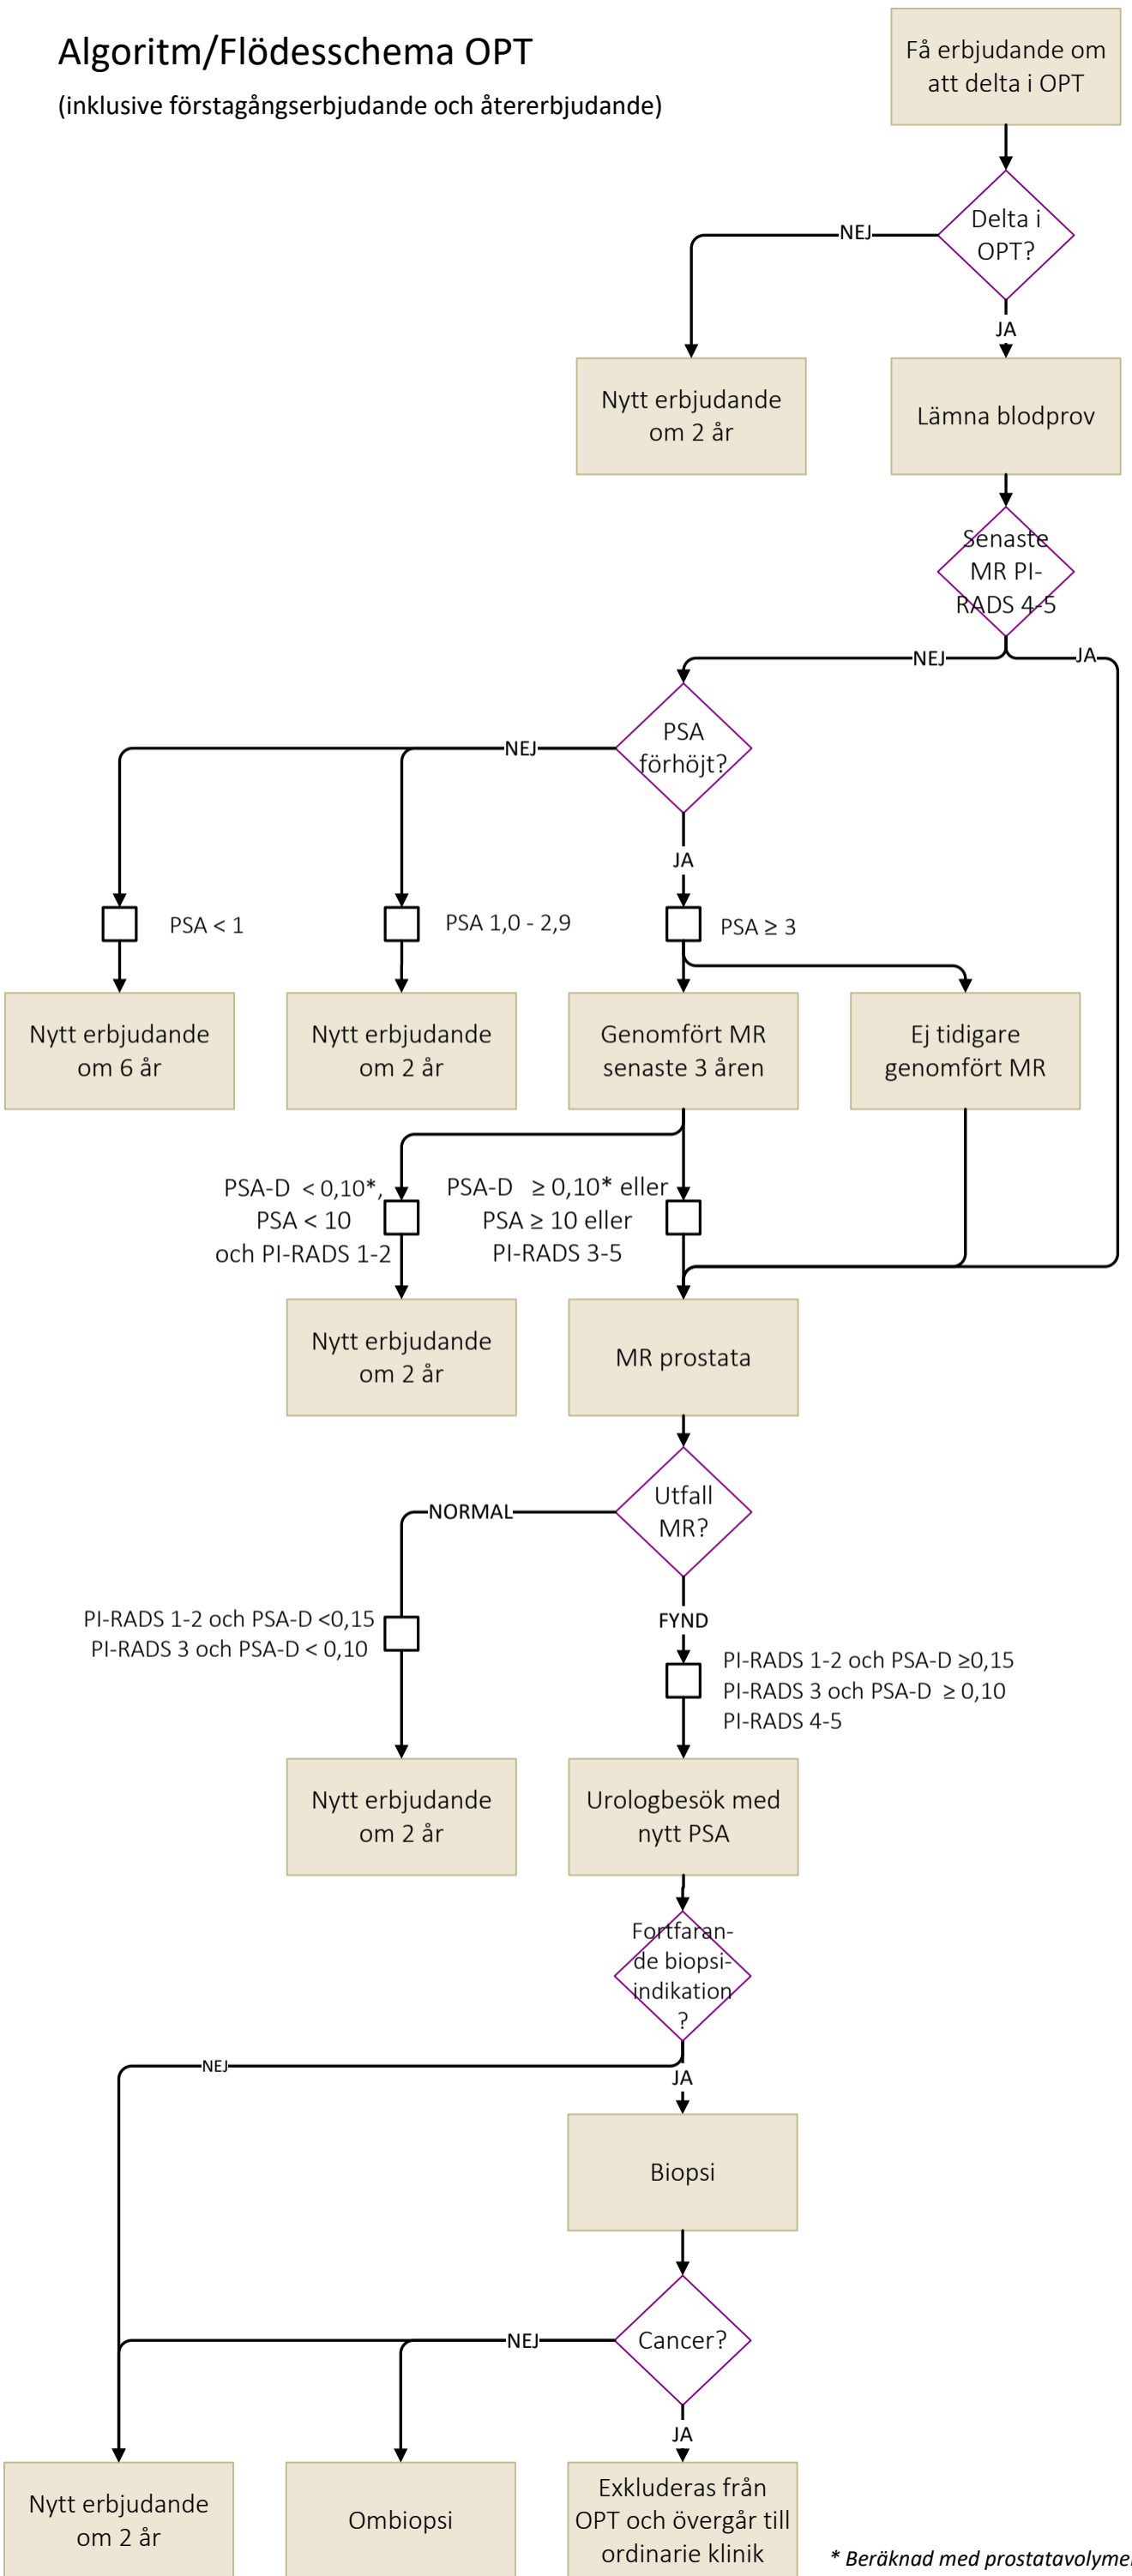 Algoritm/Flödesschema OPT
(inklusive förstagångserbjudande och återerbjudande)
Få erbjudande om
att delta i OPT
Delta i
OPT?
NEJ
JA
Nytt erbjudande
om 2 år
Lämna blodprov
Senaste
MR PI-
RADS 4-5
NEJ
JA
PSA
förhöjt?
NEJ
JA
PSA < 1
PSA 1,0 - 2,9
PSA ≥ 3
Nytt erbjudande
om 6 år
Nytt erbjudande
om 2 år
Genomfört MR
senaste 3 åren
Ej tidigare
genomfört MR
PSA-D < 0,10*,
PSA < 10
och PI-RADS 1-2
PSA-D ≥ 0,10* eller
PSA ≥ 10 eller
PI-RADS 3-5
Nytt erbjudande
om 2 år
MR prostata
Utfall
MR?
NORMAL
FYND
PI-RADS 1-2 och PSA-D <0,15
PI-RADS 3 och PSA-D < 0,10
PI-RADS 1-2 och PSA-D ≥0,15
PI-RADS 3 och PSA-D ≥ 0,10
PI-RADS 4-5
Nytt erbjudande
om 2 år
Urologbesök med
nytt PSA
Fortfaran-
de biopsi-
indikation
?
NEJ
JA
Biopsi
Cancer?
NEJ
JA
Nytt erbjudande
om 2 år
Ombiopsi
Exkluderas från
OPT och övergår till
ordinarie klinik
* Beräknad med